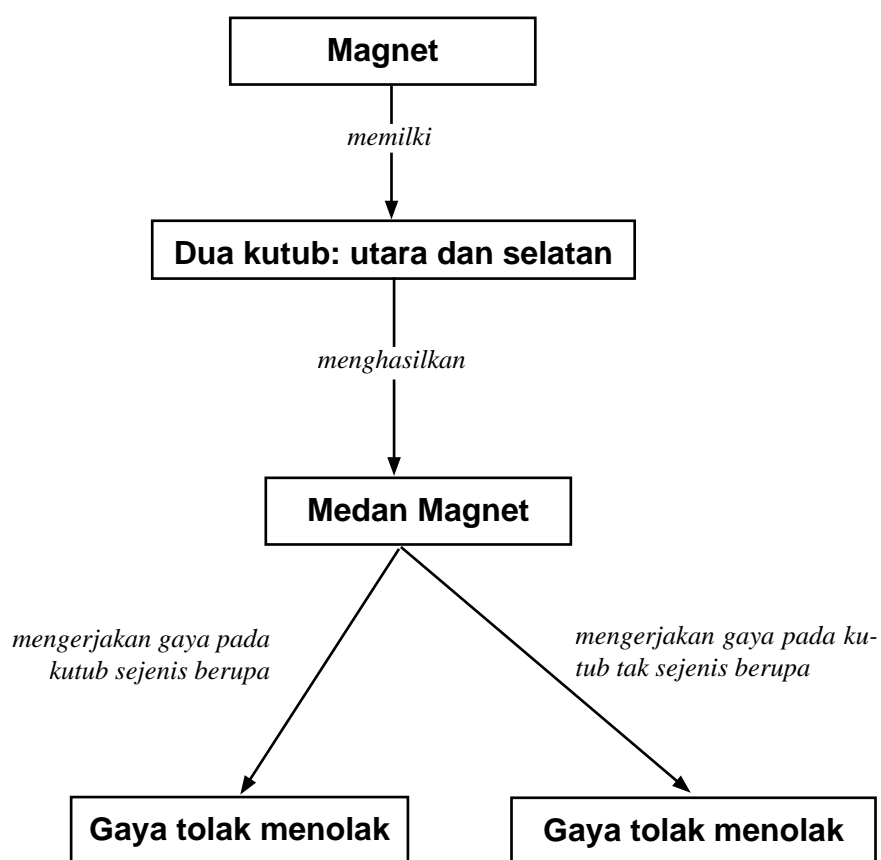 Magnet
memilki
Dua kutub: utara dan selatan
menghasilkan
Medan Magnet
mengerjakan gaya pada
kutub sejenis berupa
mengerjakan gaya pada ku-
tub tak sejenis berupa
Gaya tolak menolak
Gaya tolak menolak